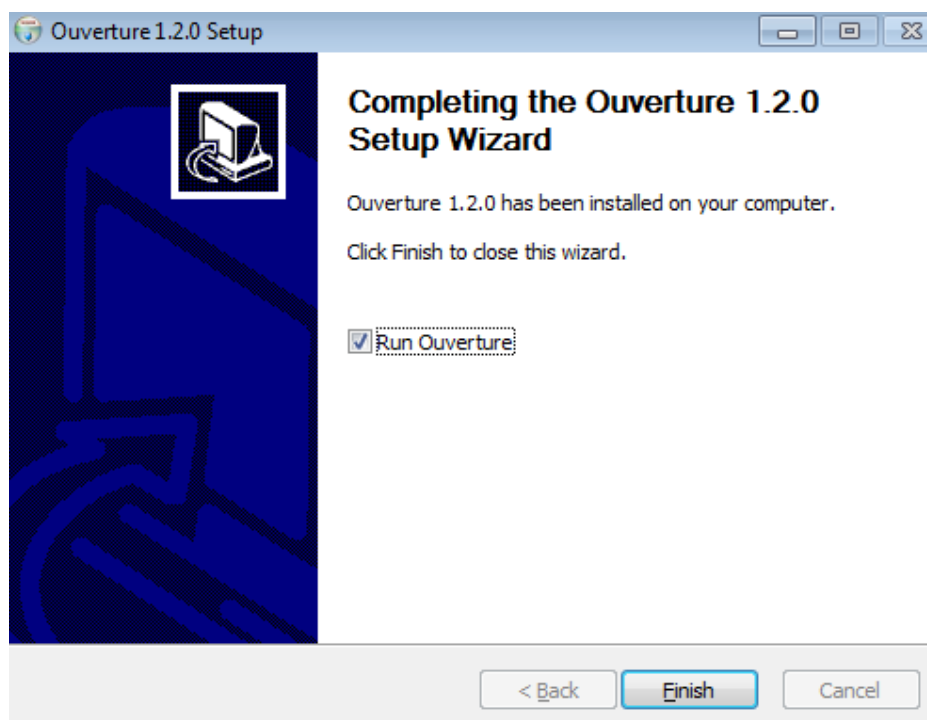 Ouverture 1.2.0 Setup
Completing the Ouverture 1.2.0
Setup Wizard
Ouverture 1.2.0 has been installed on your computer.
Click Finish to close this wizard.
Run Ouverture
< Back
Finish
Cancel